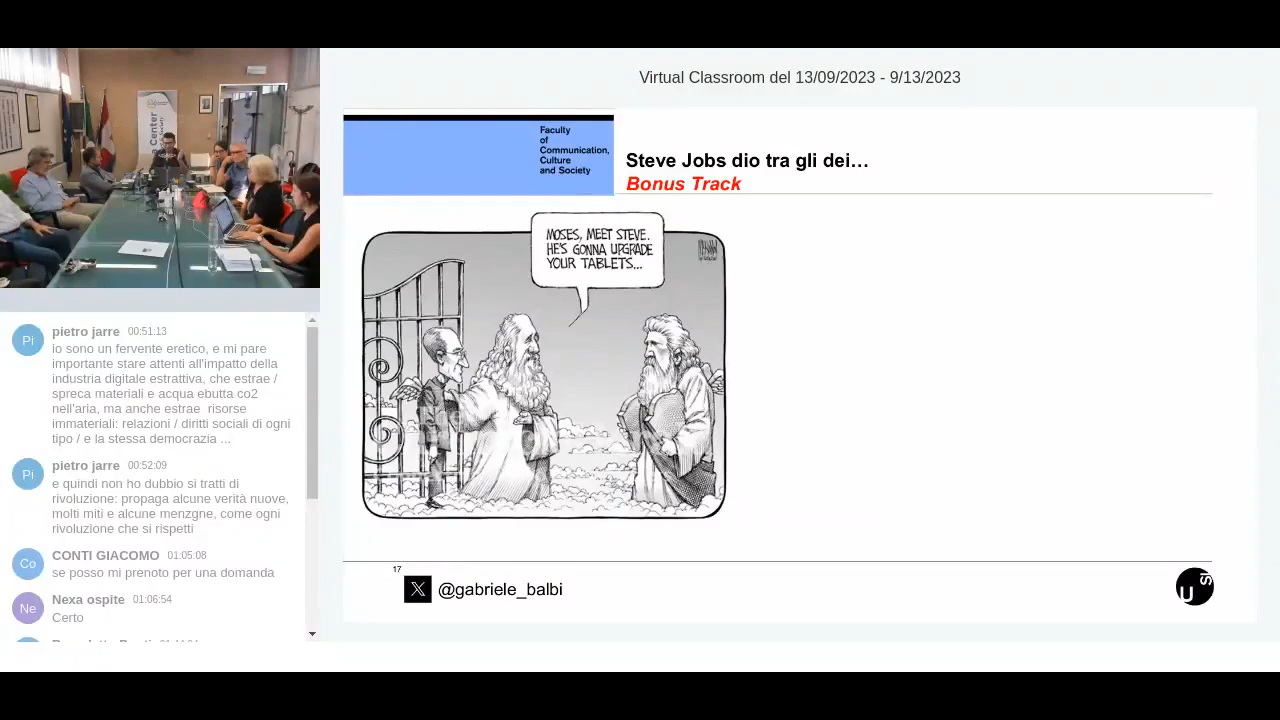 Virtual Classroom del 13/09/2023 - 9/13/2023
Center
Faculty
of
Communication,
Culture
and Society
Steve Jobs dio tra gli dei…
Bonus Track
MOSES, MEET STEVE.
HE'S GONNA UPGRADE
YOUR TABLETS...
17
@gabriele_balbi
U
SI
Pi
pietro jarre 00:51:13
io sono un fervente eretico, e mi pare
importante stare attenti all'impatto della
industria digitale estrattiva, che estrae /
spreca materiali e acqua ebutta co2
nell'aria, ma anche estrae risorse
immateriali: relazioni / diritti sociali di ogni
tipo / e la stessa democrazia ...
Pi
pietro jarre 00:52:09
e quindi non ho dubbio si tratti di
rivoluzione: propaga alcune verità nuove,
molti miti e alcune menzgne, come ogni
rivoluzione che si rispetti
Co
CONTI GIACOMO 01:05:08
se posso mi prenoto per una domanda
Ne
Nexa ospite 01:06:54
Certo